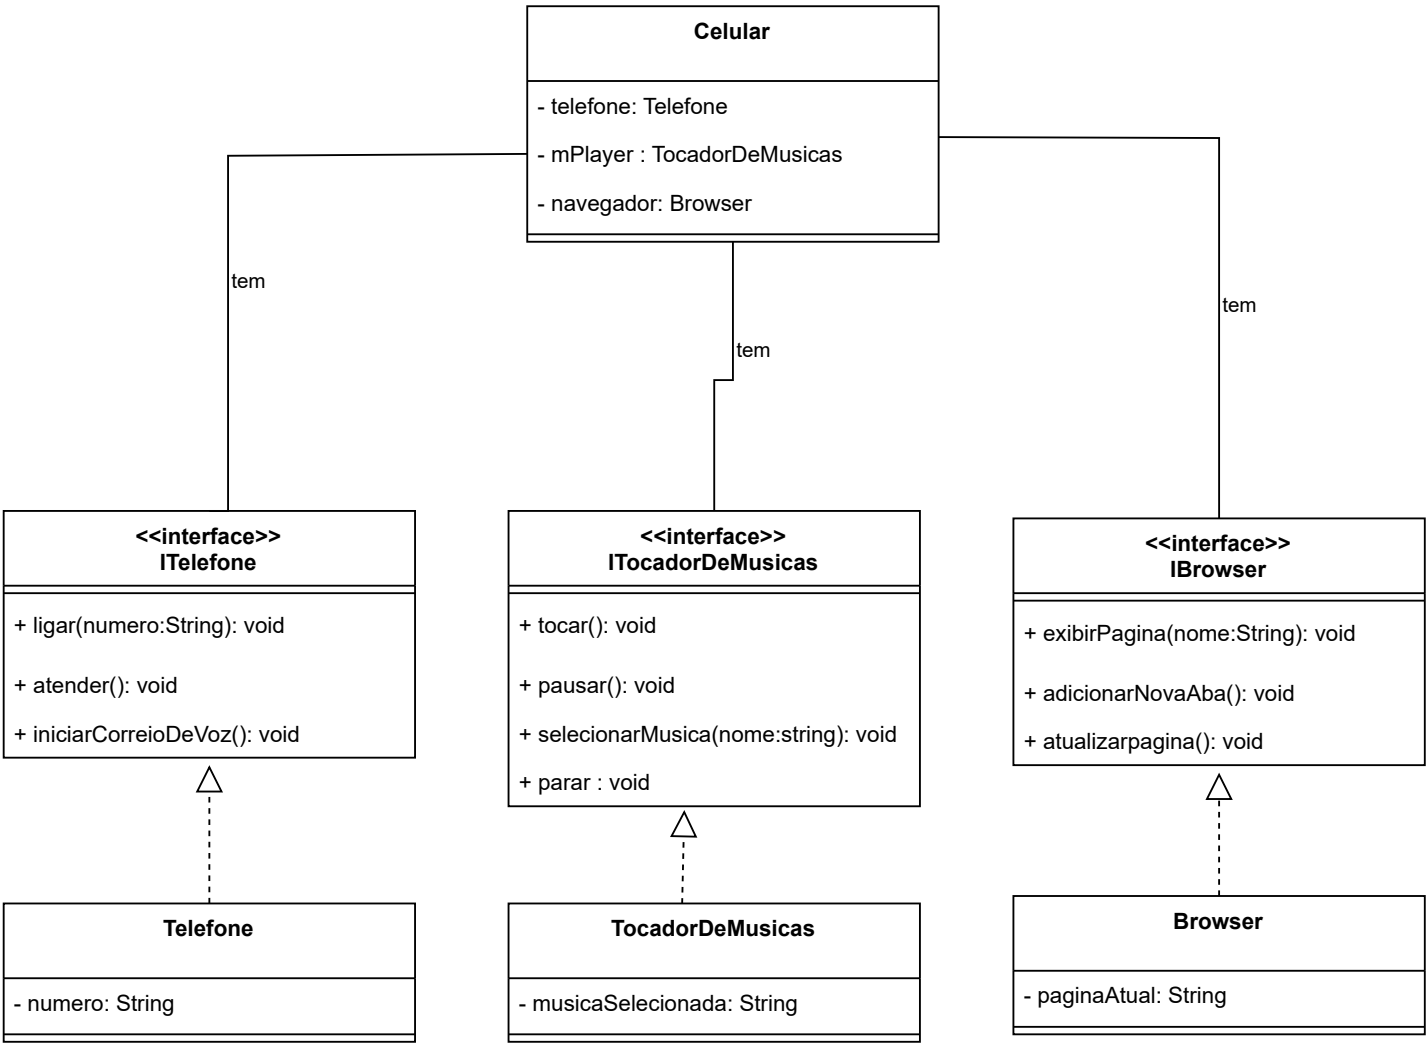 Celular
- telefone: Telefone
- mPlayer : TocadorDeMusicas
- navegador: Browser
tem
tem
tem
<<interface>>
ITelefone
+ ligar(numero:String): void
+ atender(): void
+ iniciarCorreioDeVoz(): void
<<interface>>
ITocadorDeMusicas
+ tocar(): void
+ pausar(): void
+ selecionarMusica(nome:string): void
+ parar : void
<<interface>>
IBrowser
+ exibirPagina(nome:String): void
+ adicionarNovaAba(): void
+ atualizarpagina(): void
Telefone
- numero: String
TocadorDeMusicas
- musicaSelecionada: String
Browser
- paginaAtual: String